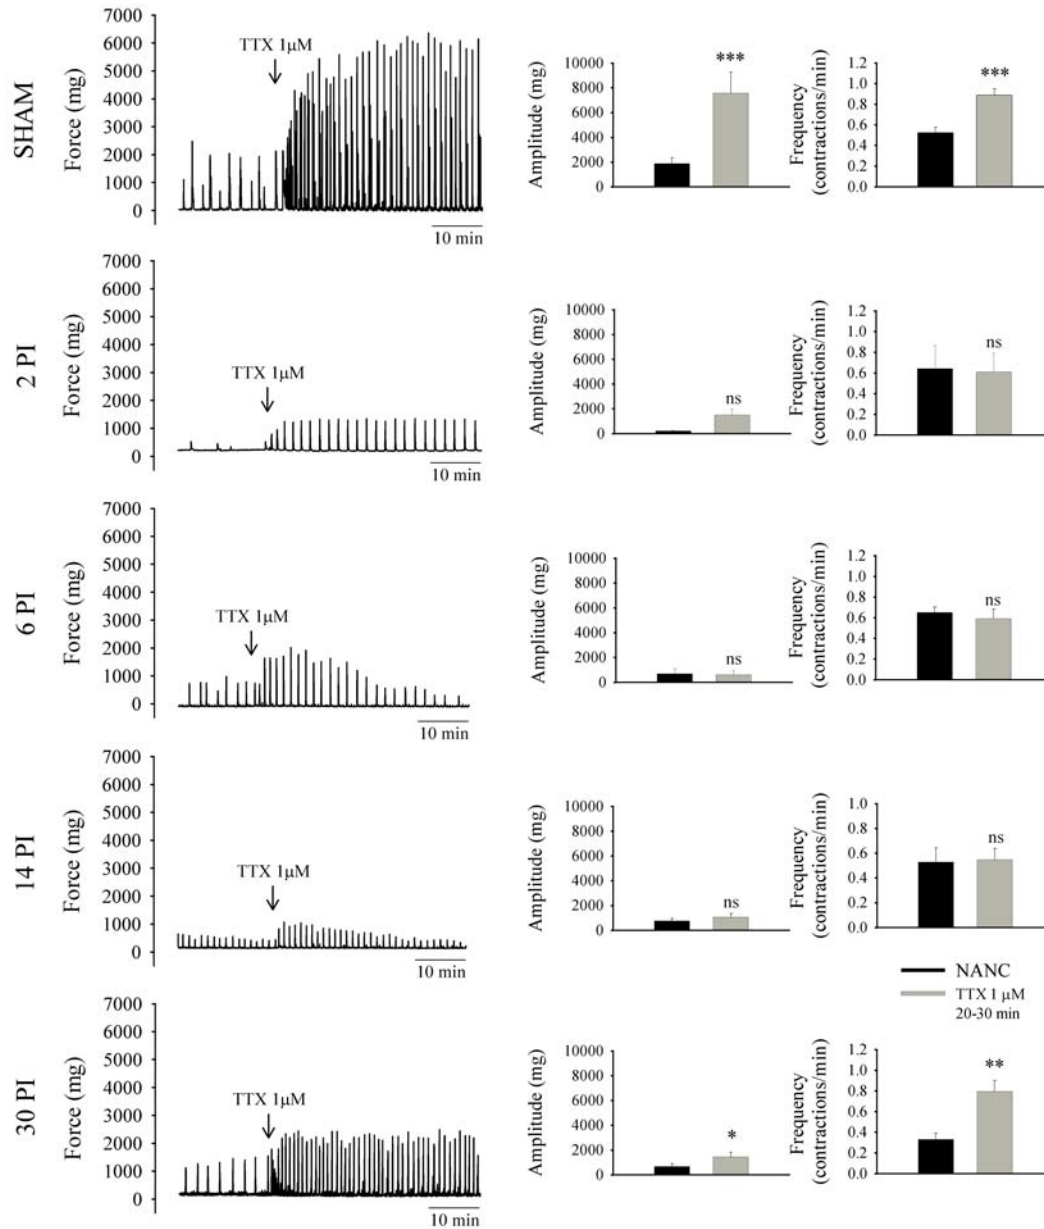 SHAM
Force (mg)
7000
6000
5000
4000
3000
2000
1000
0
TTX 1μM
10 min
Amplitude (mg)
10000
8000
6000
4000
2000
0
***
Frequency
(contractions/min)
1.2
1.0
0.8
0.6
0.4
0.2
0.0
***
2 PI
Force (mg)
7000
6000
5000
4000
3000
2000
1000
0
TTX 1μM
10 min
Amplitude (mg)
10000
8000
6000
4000
2000
0
ns
Frequency
(contractions/min)
1.2
1.0
0.8
0.6
0.4
0.2
0.0
ns
6 PI
Force (mg)
7000
6000
5000
4000
3000
2000
1000
0
TTX 1μM
10 min
Amplitude (mg)
10000
8000
6000
4000
2000
0
ns
Frequency
(contractions/min)
1.2
1.0
0.8
0.6
0.4
0.2
0.0
ns
14 PI
Force (mg)
7000
6000
5000
4000
3000
2000
1000
0
TTX 1μM
10 min
Amplitude (mg)
10000
8000
6000
4000
2000
0
ns
Frequency
(contractions/min)
1.0
0.8
0.6
0.4
0.2
0.0
ns
NANC
TTX 1 μM
20-30 min
30 PI
Force (mg)
7000
6000
5000
4000
3000
2000
1000
0
TTX 1μM
10 min
Amplitude (mg)
10000
8000
6000
4000
2000
0
*
Frequency
(contractions/min)
1.2
1.0
0.8
0.6
0.4
0.2
0.0
**